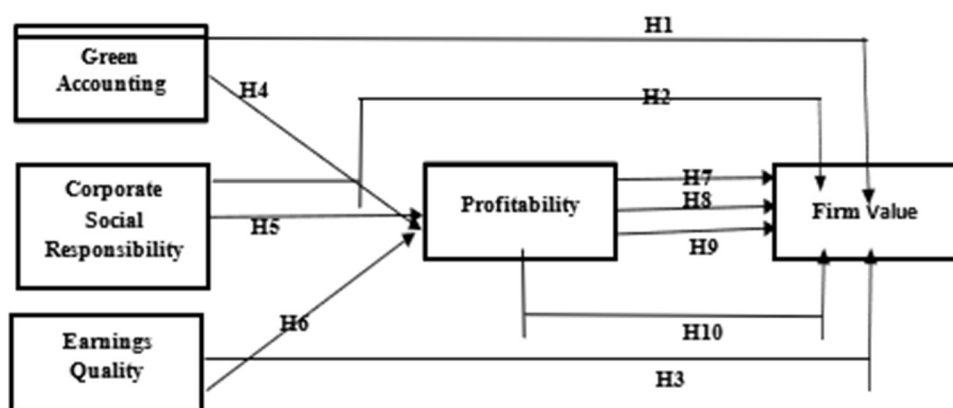 H1
Green
Accounting
H4
H2
Corporate
Social
Responsibility
H5
Profitability
H7
H8
H9
Firm Value
H6
H10
Earnings
Quality
H3